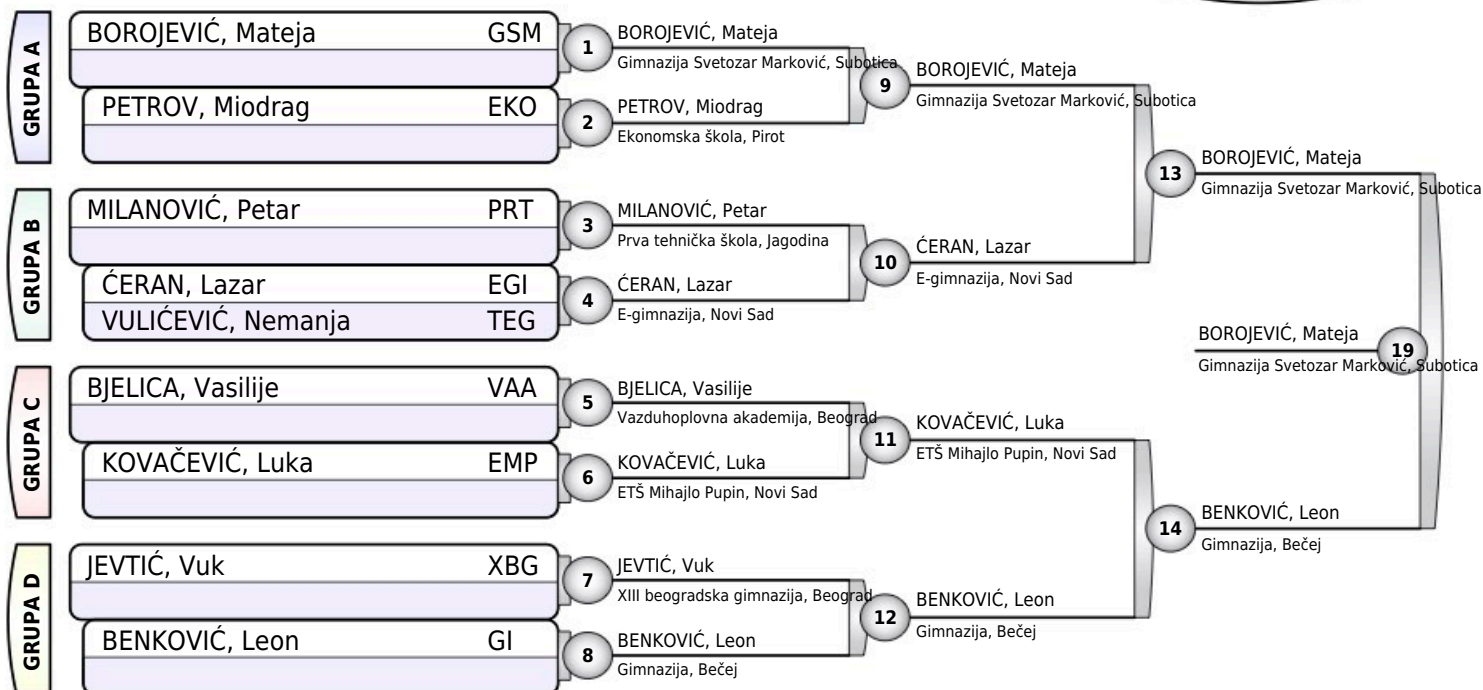 GRUPA A
BOROJEVIĆ, Mateja GSM
PETROV, Miodrag EKO
1
BOROJEVIĆ, Mateja
Gimnazija Svetozar Marković, Subotica
2
PETROV, Miodrag
Ekonomska škola, Pirot
9
BOROJEVIĆ, Mateja
Gimnazija Svetozar Marković, Subotica
GRUPA B
MILANOVIĆ, Petar PRT
ĆERAN, Lazar EGI
VULIĆEVIĆ, Nemanja TEG
3
MILANOVIĆ, Petar
Prva tehnička škola, Jagodina
4
ĆERAN, Lazar
E-gimnazija, Novi Sad
10
ĆERAN, Lazar
E-gimnazija, Novi Sad
13
BOROJEVIĆ, Mateja
Gimnazija Svetozar Marković, Subotica
GRUPA C
BJELICA, Vasilije VAA
KOVAČEVIĆ, Luka EMP
5
BJELICA, Vasilije
Vazduhoplovna akademija, Beograd
6
KOVAČEVIĆ, Luka
ETŠ Mihajlo Pupin, Novi Sad
11
KOVAČEVIĆ, Luka
ETŠ Mihajlo Pupin, Novi Sad
GRUPA D
JEVTIĆ, Vuk XBG
BENKOVIĆ, Leon GI
7
JEVTIĆ, Vuk
XIII beogradska gimnazija, Beograd
8
BENKOVIĆ, Leon
Gimnazija, Bečej
12
BENKOVIĆ, Leon
Gimnazija, Bečej
14
BENKOVIĆ, Leon
Gimnazija, Bečej
BOROJEVIĆ, Mateja
19
Gimnazija Svetozar Marković, Subotica